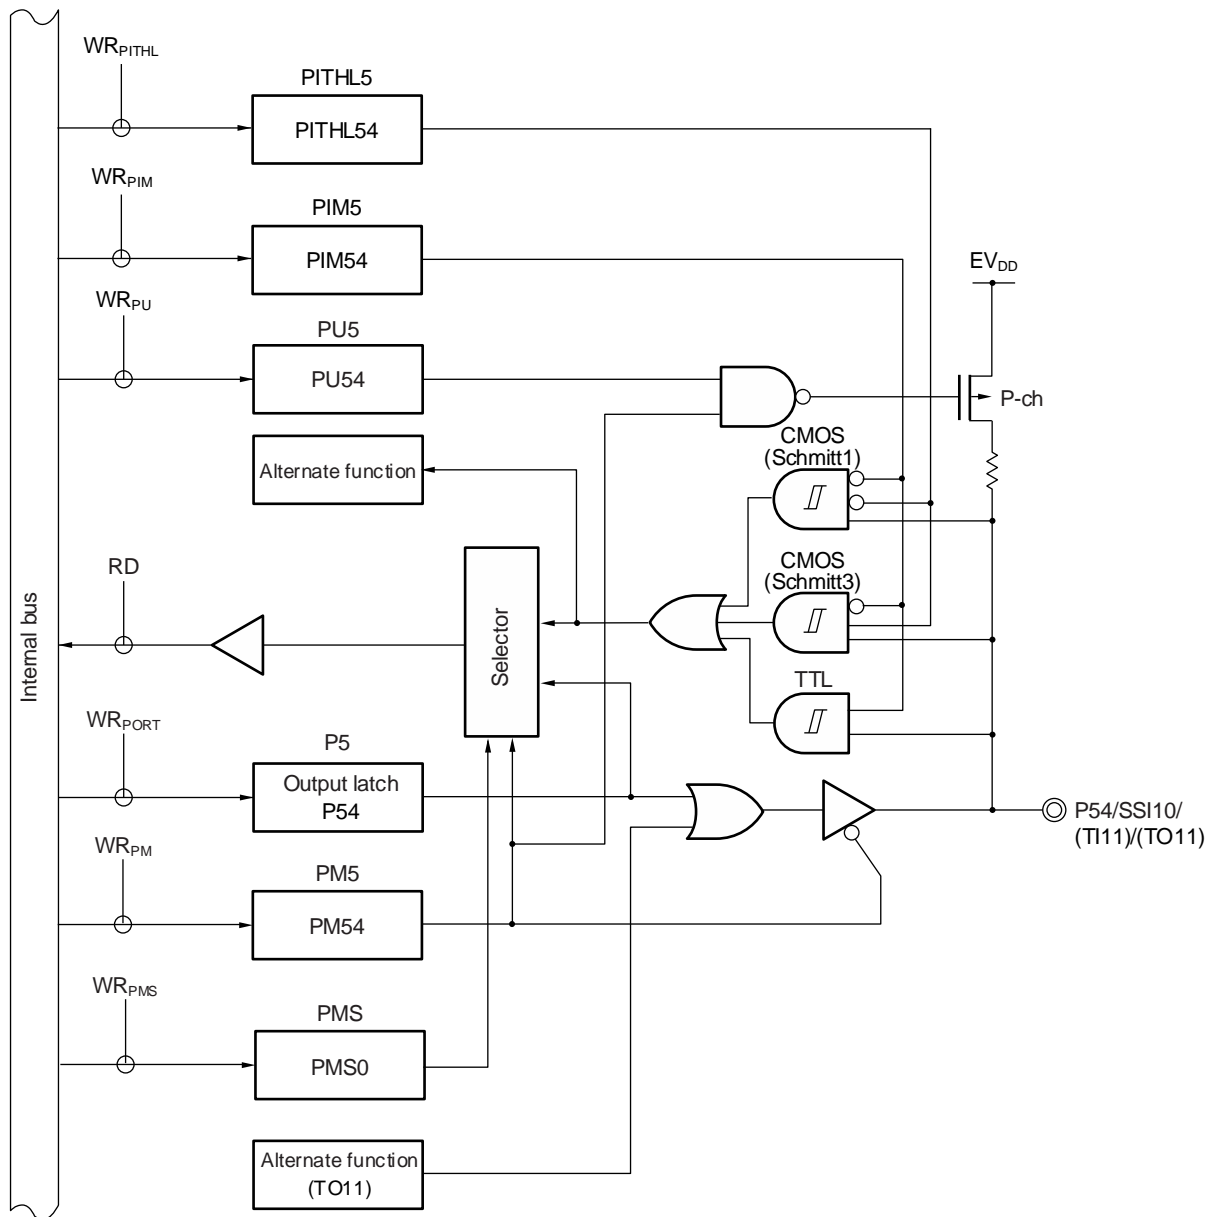 WRPITHL
PITHL5
PITHL54
WRPIM
PIM5
PIM54
EVDD
WRPU
PU5
PU54
P-ch
CMOS
(Schmitt1)
Alternate function
RD
CMOS
(Schmitt3)
Internal bus
Selector
TTL
WRPORT
P5
Output latch
P54
P54/SSI10/
(TI11)/(TO11)
WRPM
PM5
PM54
WRPMS
PMS
PMS0
Alternate function
(TO11)